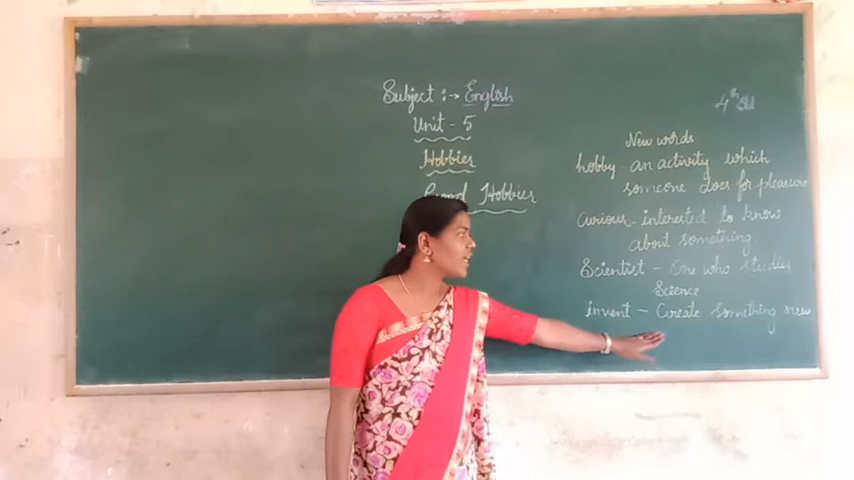 Subject :→ English
Unit - 5
Hobbies
Good Hobbies
4th Std
New words
hobby - an activity which
someone does for pleasure
Curious - interested to know
about something.
Scientist - One who studies
Science
invent - Create something new